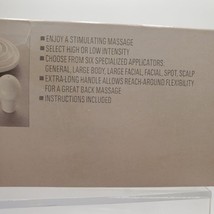 ■ ENJOY A STIMULATING MASSAGE
■ SELECT HIGH OR LOW INTENSITY
■ CHOOSE FROM SIX SPECIALIZED APPLICATORS:
GENERAL, LARGE BODY, LARGE FACIAL, FACIAL, SPOT, SCALP
■ EXTRA-LONG HANDLE ALLOWS REACH-AROUND FLEXIBILITY
FOR A GREAT BACK MASSAGE
■ INSTRUCTIONS INCLUDED